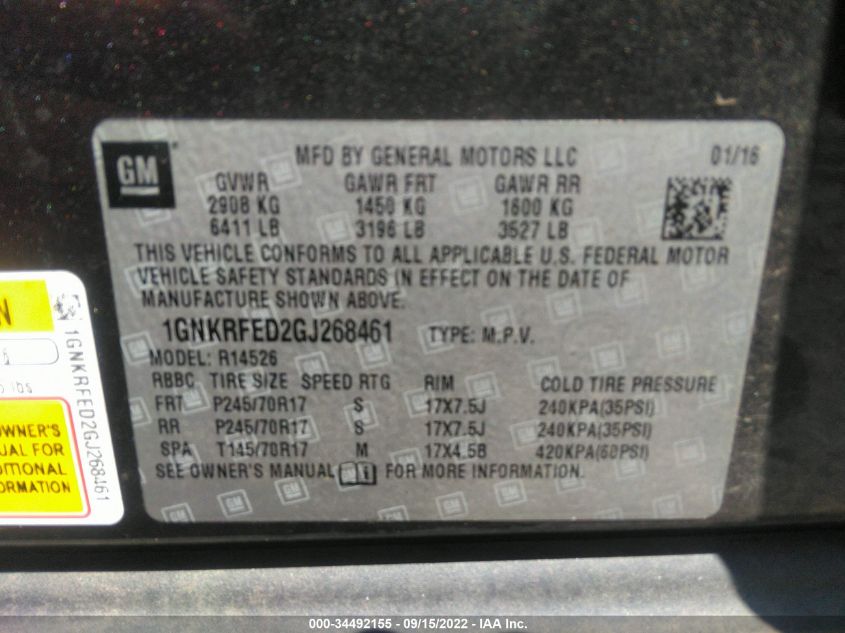 GM
MFD BY GENERAL MOTORS LLC 01/16
GVWR GAWR FRT GAWR RR
2908 KG 1450 KG 1600 KG
6411 LB 3196 LB 3527 LB
THIS VEHICLE CONFORMS TO ALL APPLICABLE U.S. FEDERAL MOTOR
VEHICLE SAFETY STANDARDS IN EFFECT ON THE DATE OF
MANUFACTURE SHOWN ABOVE.
1GNKRFED2GJ268461 TYPE: M.P.V.
MODEL: R14526
RBBC TIRE SIZE SPEED RTG RIM COLD TIRE PRESSURE
FRT P245/70R17 S 17X7.5J 240KPA(35PSI)
RR P245/70R17 S 17X7.5J 240KPA(35PSI)
SPA T145/70R17 M 17X4.5B 420KPA(60PSI)
SEE OWNER'S MANUAL FOR MORE INFORMATION.
N
lbs
OWNER'S
UAL FOR
DITIONAL
ORMATION
1GNKRFED2GJ268461
000-34492155 - 09/15/2022 - IAA Inc.